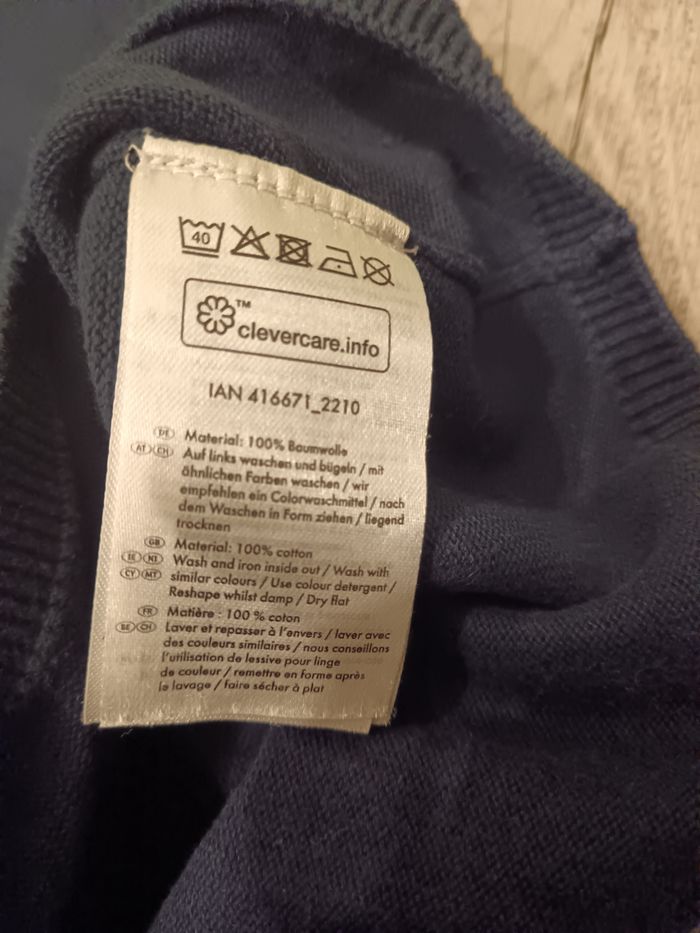 40
TM
clevercare.info
IAN 416671_2210
DE Material: 100% Baumwolle
AT CH Auf links waschen und bügeln / mit
ähnlichen Farben waschen / wir
empfehlen ein Colorwaschmittel / nach
dem Waschen in Form ziehen / liegend
trocknen
GB Material: 100% cotton
IE NI Wash and iron inside out / Wash with
CY MT similar colours / Use colour detergent /
Reshape whilst damp / Dry flat
FR Matière : 100 % coton
BE CH Laver et repasser à l'envers / laver avec
des couleurs similaires / nous conseillons
l'utilisation de lessive pour linge
de couleur / remettre en forme après
le lavage / faire sécher à plat